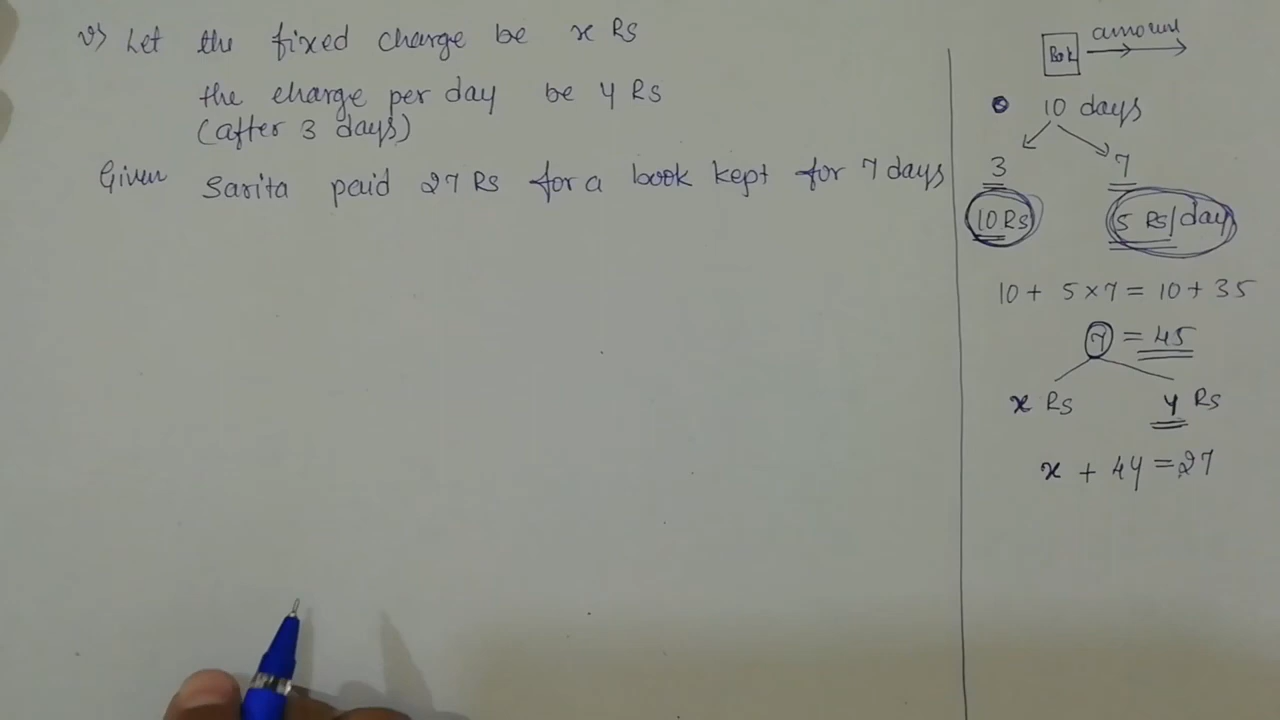 v) Let the fixed charge be x Rs
the charge per day be y Rs
(after 3 days)
Given Sarita paid 27 Rs for a book kept for 7 days
Book amount
10 days
3 7
10 Rs 5 Rs/day
10 + 5 × 7 = 10 + 35
7 = 45
x Rs y Rs
x + 4y = 27